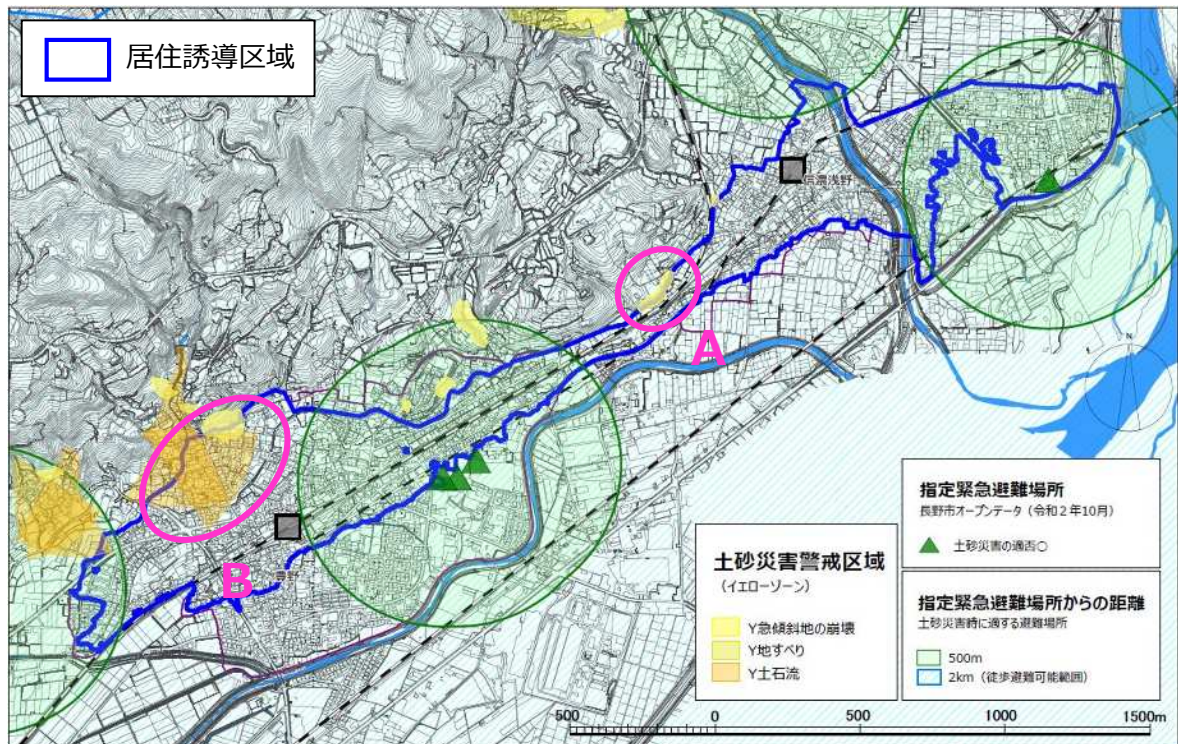 居住誘導区域
信濃浅野
A
N
B
豊野
指定緊急避難場所
長野市オープンデータ（令和２年10月）
土砂災害の適否○
土砂災害警戒区域
（イエローゾーン）
Y急傾斜地の崩壊
Y地すべり
Y土石流
指定緊急避難場所からの距離
土砂災害時に適する避難場所
500m
2km（徒歩避難可能範囲）
500 0 500 1000 1500m